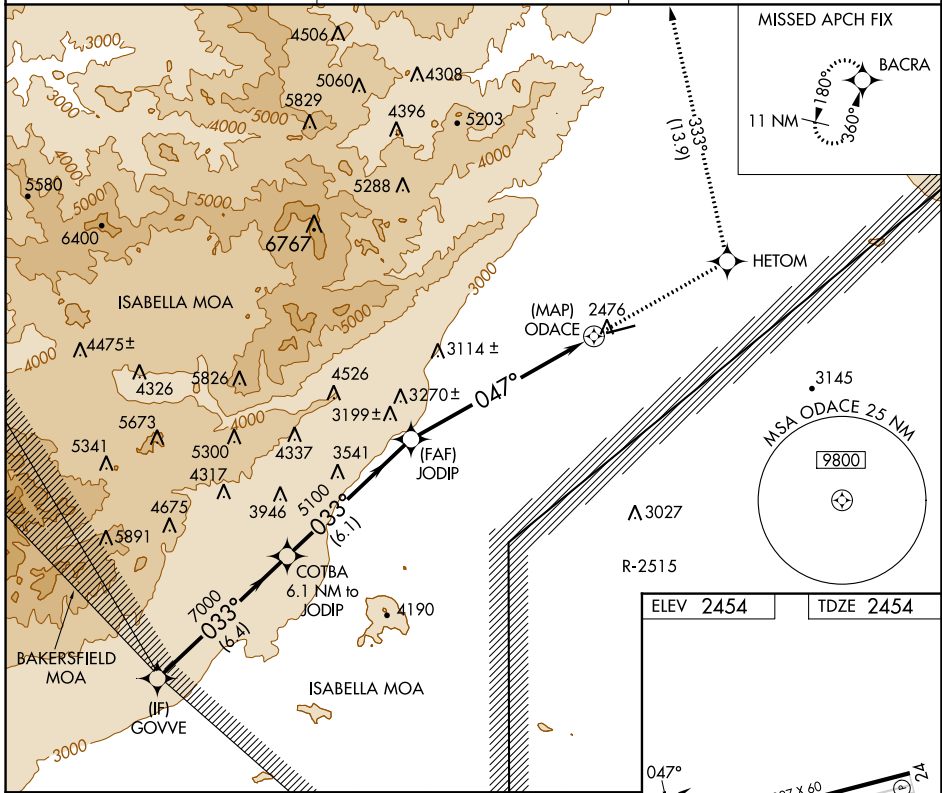 MISSED APCH FIX
BACRA
180°
360°
11 NM
3000
4506
5060
4308
5829
5000
4396
5203
3000
4000
4000
4000
5288
5580
5000
6400
6767
5000
333°
(13.9)
3000
HETOM
ISABELLA MOA
(MAP)
ODACE
2476
4000
4475±
3114 ±
4326
5826
4526
047°
3270±
3199±
3145
MSA ODACE 25 NM
9800
5673
4000
5341
5300
4337
(FAF)
JODIP
4317
3541
3946
5100
033°
(6.1)
4675
5891
3027
R-2515
COTBA
6.1 NM to
JODIP
7000
033°
(6.4)
4190
BAKERSFIELD
MOA
ISABELLA MOA
(IF)
GOVVE
3000
ELEV 2454
TDZE 2454
047°
X 60
24
P